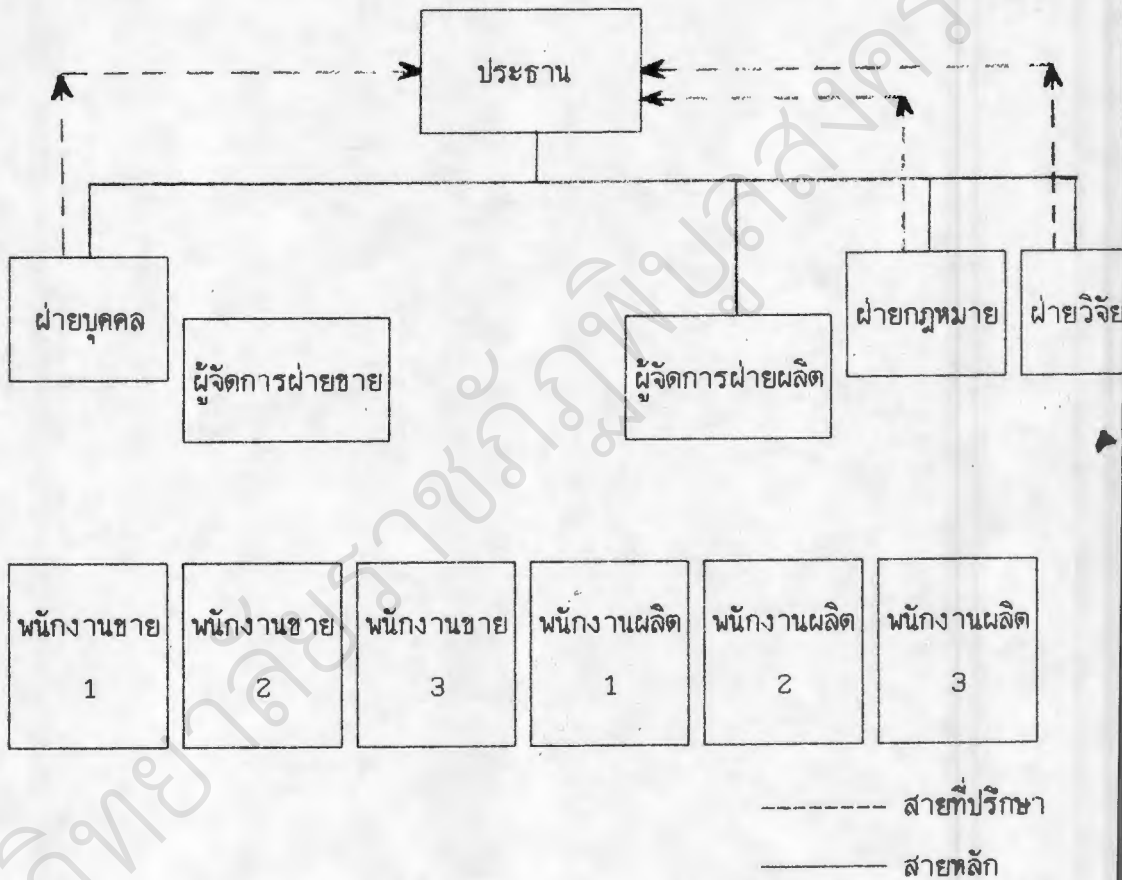 ประธาน
ฝ่ายบุคคล
ผู้จัดการฝ่ายขาย
ผู้จัดการฝ่ายผลิต
ฝ่ายกฎหมาย
ฝ่ายวิจัย
พนักงานขาย
1
พนักงานขาย
2
พนักงานขาย
3
พนักงานผลิต
1
พนักงานผลิต
2
พนักงานผลิต
3
สายที่ปรึกษา
สายหลัก